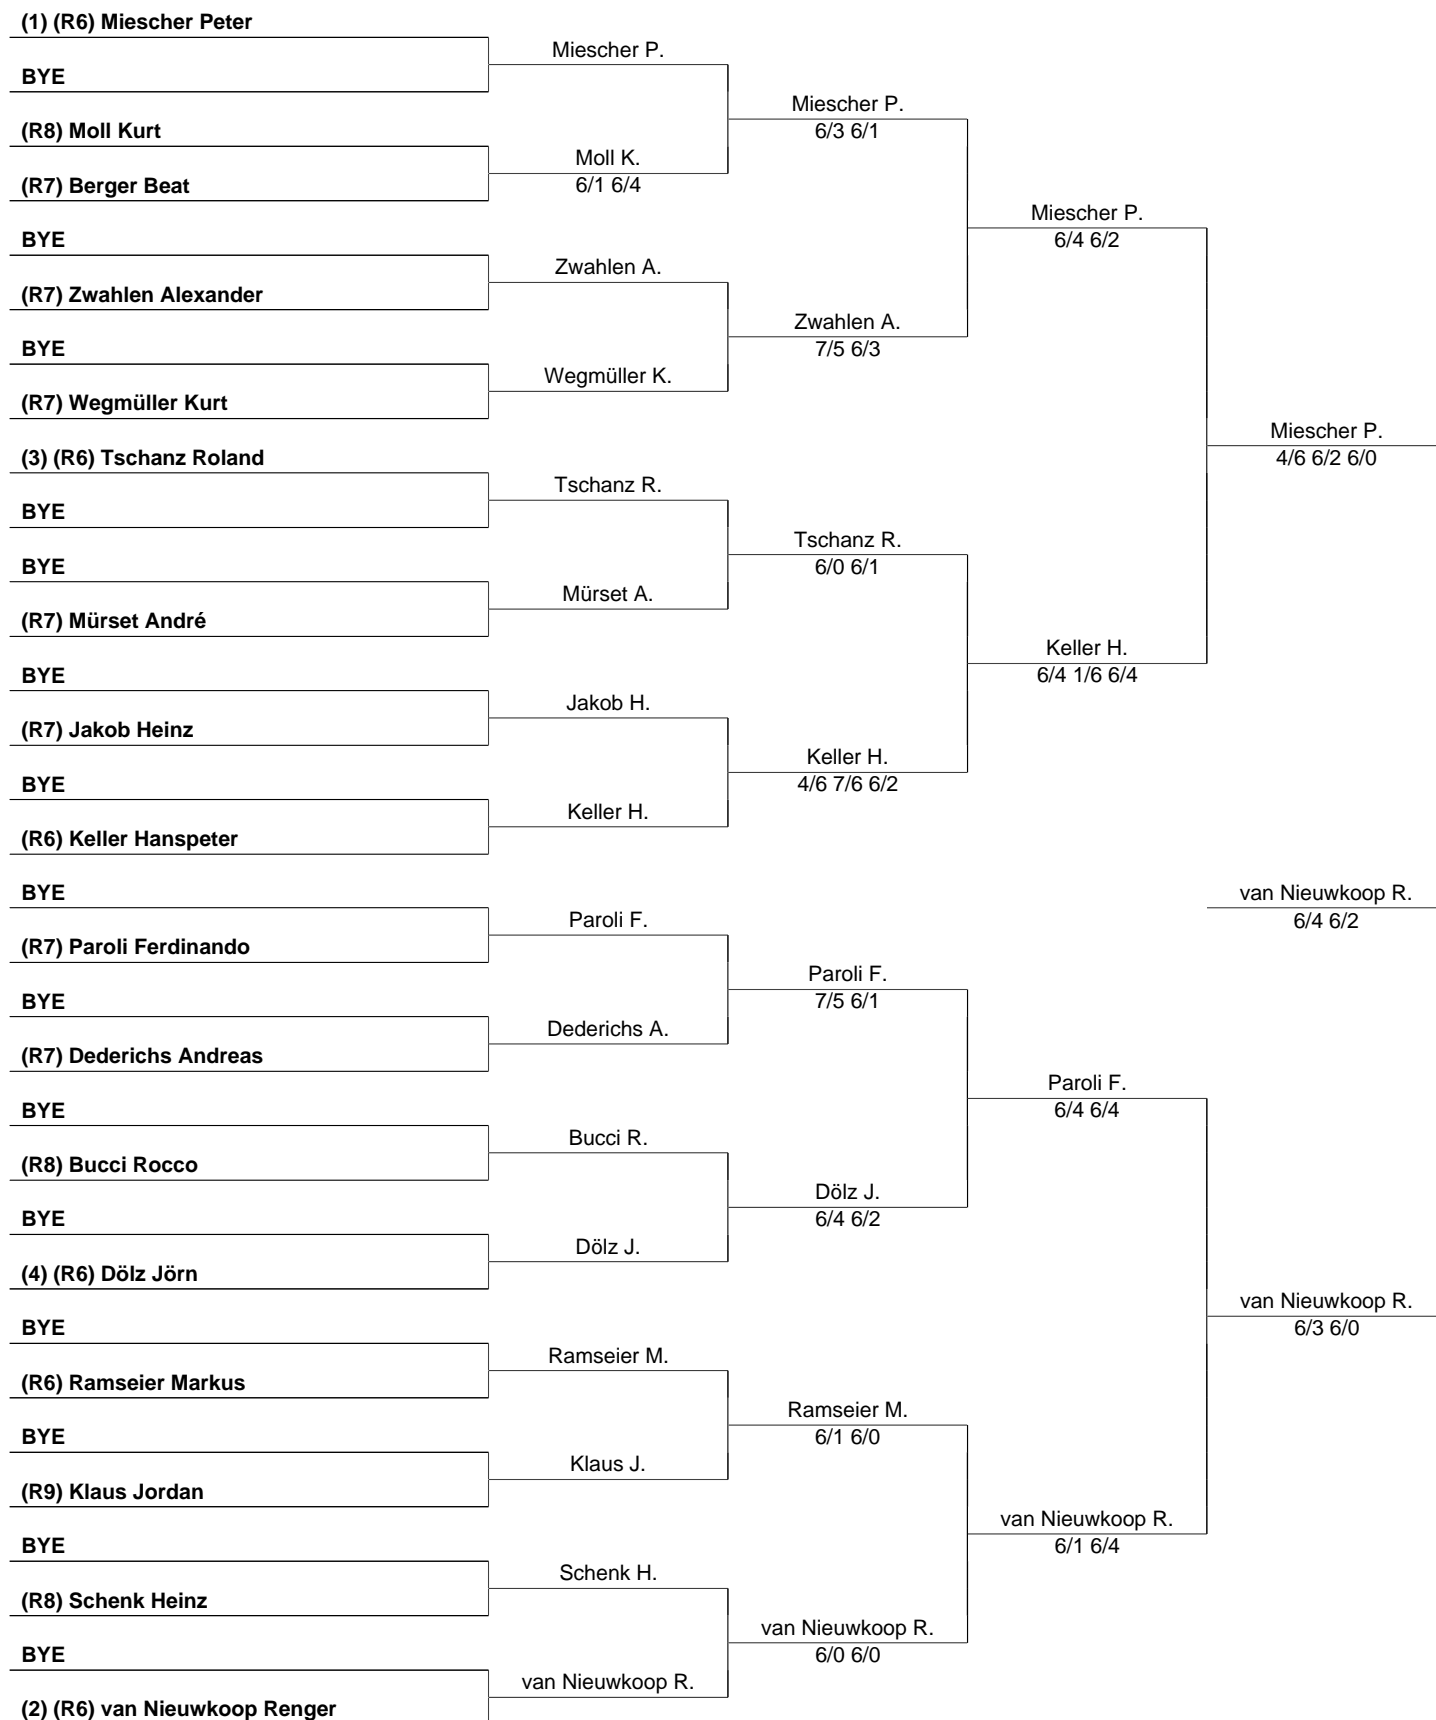 (1) (R6) Miescher Peter
BYE
(R8) Moll Kurt
(R7) Berger Beat
BYE
(R7) Zwahlen Alexander
BYE
(R7) Wegmüller Kurt
(3) (R6) Tschanz Roland
BYE
BYE
(R7) Mürset André
BYE
(R7) Jakob Heinz
BYE
(R6) Keller Hanspeter
BYE
(R7) Paroli Ferdinando
BYE
(R7) Dederichs Andreas
BYE
(R8) Bucci Rocco
BYE
(4) (R6) Dölz Jörn
BYE
(R6) Ramseier Markus
BYE
(R9) Klaus Jordan
BYE
(R8) Schenk Heinz
BYE
(2) (R6) van Nieuwkoop Renger
Miescher P.
Moll K.
6/1 6/4
Zwahlen A.
Wegmüller K.
Tschanz R.
Mürset A.
Jakob H.
Keller H.
Paroli F.
Dederichs A.
Bucci R.
Dölz J.
Ramseier M.
Klaus J.
Schenk H.
van Nieuwkoop R.
Miescher P.
6/3 6/1
Zwahlen A.
7/5 6/3
Tschanz R.
6/0 6/1
Keller H.
4/6 7/6 6/2
Paroli F.
7/5 6/1
Dölz J.
6/4 6/2
Ramseier M.
6/1 6/0
van Nieuwkoop R.
6/0 6/0
Miescher P.
6/4 6/2
Keller H.
6/4 1/6 6/4
Paroli F.
6/4 6/4
van Nieuwkoop R.
6/1 6/4
Miescher P.
4/6 6/2 6/0
van Nieuwkoop R.
6/4 6/2
van Nieuwkoop R.
6/3 6/0